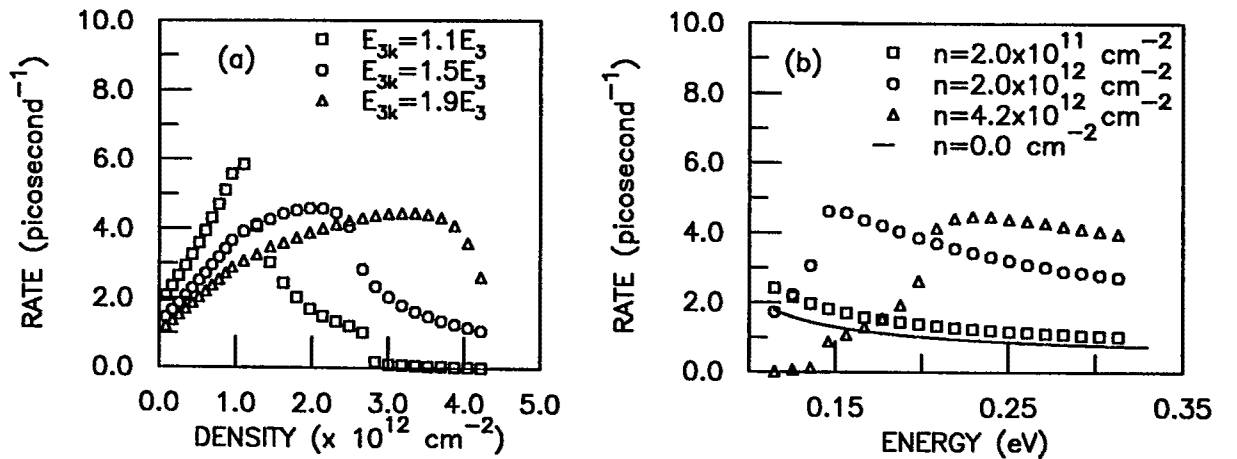 10.0
8.0
6.0
4.0
2.0
0.0
RATE (picosecond⁻¹)
(a)
E₃ₖ=1.1E₃
E₃ₖ=1.5E₃
E₃ₖ=1.9E₃
0.0 1.0 2.0 3.0 4.0 5.0
DENSITY (x 10¹² cm⁻²)
10.0
8.0
6.0
4.0
2.0
0.0
RATE (picosecond⁻¹)
(b)
n=2.0x10¹¹ cm⁻²
n=2.0x10¹² cm⁻²
n=4.2x10¹² cm⁻²
n=0.0 cm⁻²
0.15 0.25 0.35
ENERGY (eV)